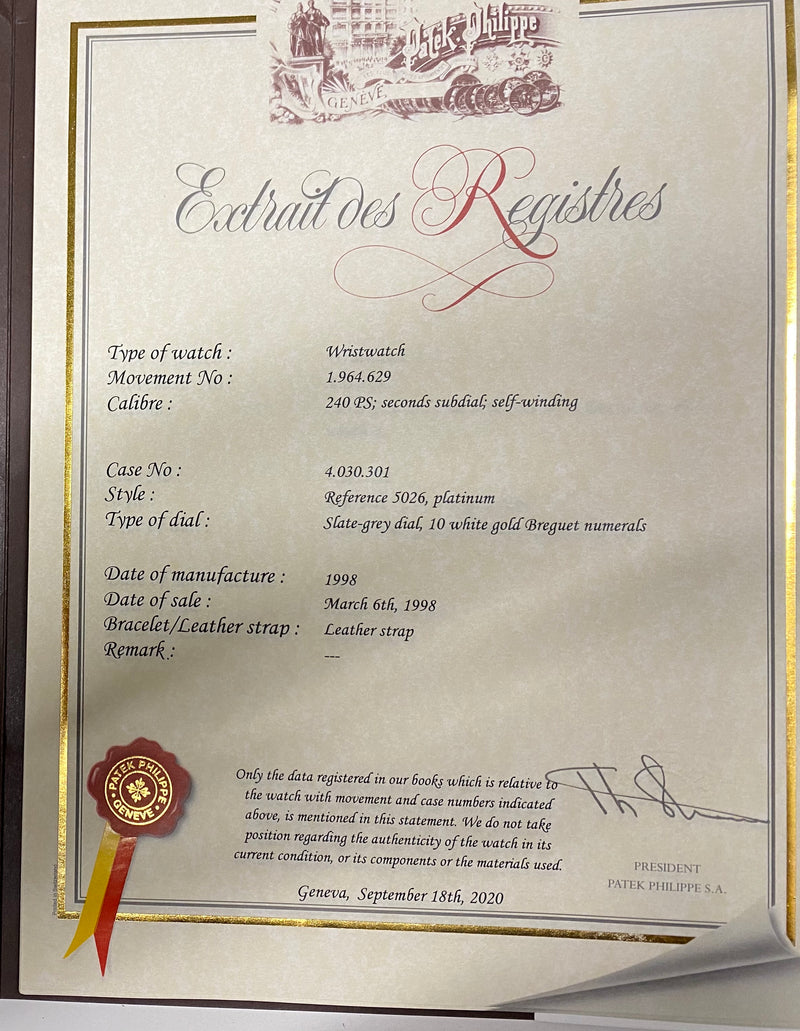 Patek Philippe
GENÈVE
Extrait des Registres
Type of watch : Wristwatch
Movement No : 1.964.629
Calibre : 240 PS; seconds subdial; self-winding
Case No : 4.030.301
Style : Reference 5026, platinum
Type of dial : Slate-grey dial, 10 white gold Breguet numerals
Date of manufacture : 1998
Date of sale : March 6th, 1998
Bracelet/Leather strap : Leather strap
Remark : ---
Only the data registered in our books which is relative to
the watch with movement and case numbers indicated
above, is mentioned in this statement. We do not take
position regarding the authenticity of the watch in its
current condition, or its components or the materials used.
Geneva, September 18th, 2020
PRESIDENT
PATEK PHILIPPE S.A.
PATEK PHILIPPE
GENEVE
Printed in Switzerland